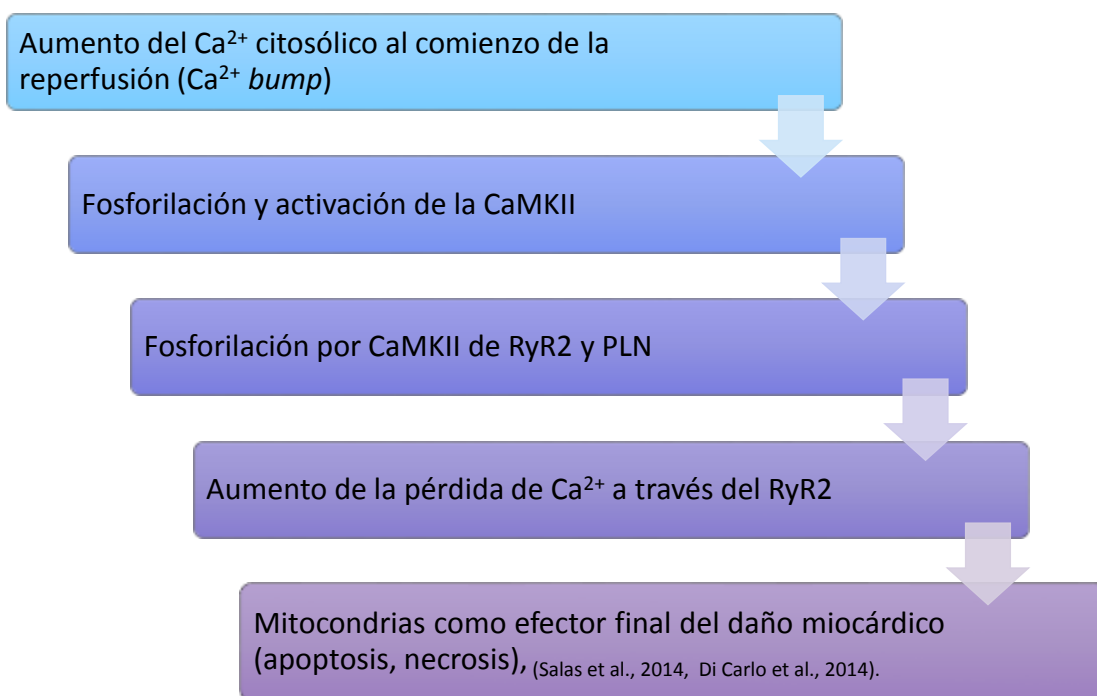 Aumento del Ca²⁺ citosólico al comienzo de la
reperfusión (Ca²⁺ bump)
Fosforilación y activación de la CaMKII
Fosforilación por CaMKII de RyR2 y PLN
Aumento de la pérdida de Ca²⁺ a través del RyR2
Mitocondrias como efector final del daño miocárdico
(apoptosis, necrosis), (Salas et al., 2014, Di Carlo et al., 2014).